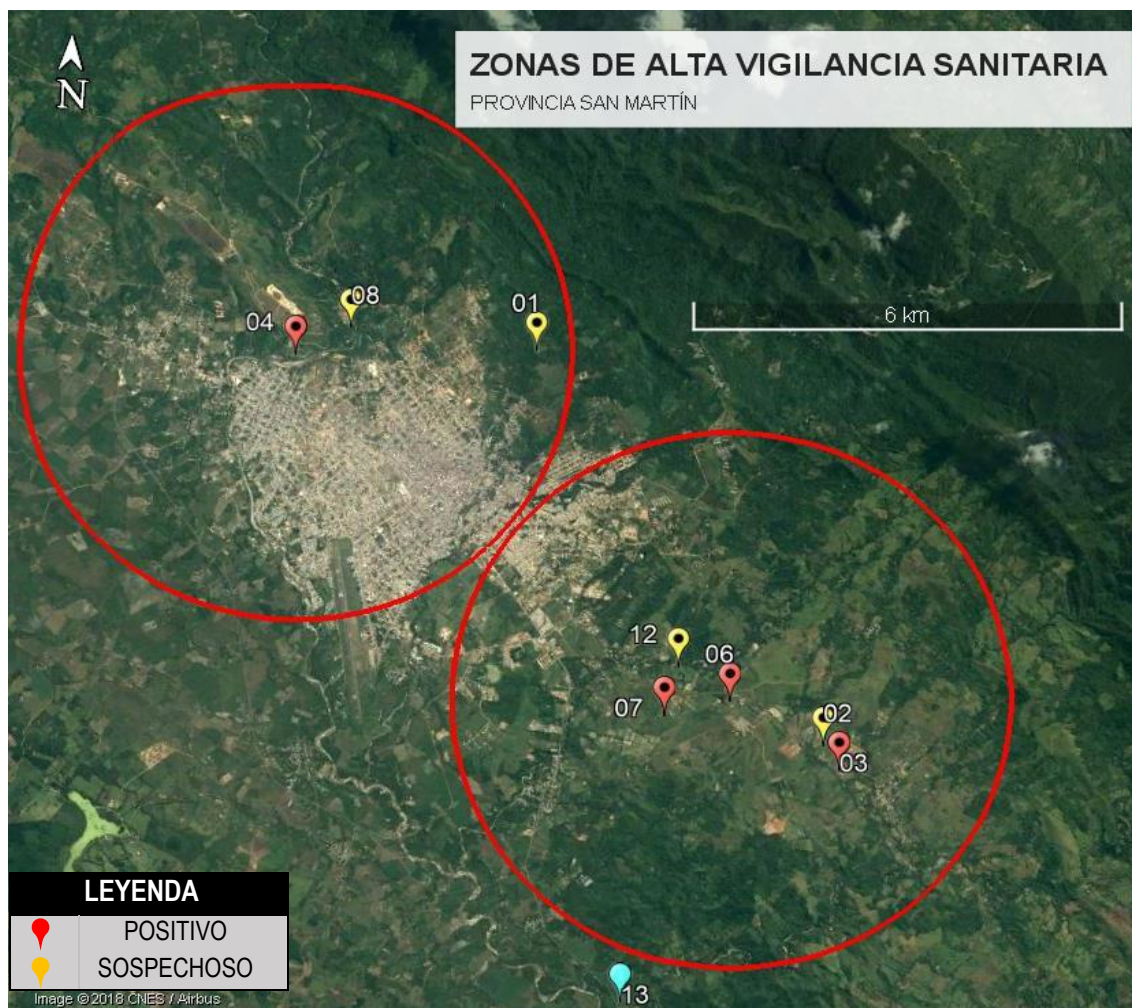 N
ZONAS DE ALTA VIGILANCIA SANITARIA
PROVINCIA SAN MARTÍN
08
01
04
6 km
12
06
07
02
03
LEYENDA
POSITIVO
SOSPECHOSO
13
Image © 2018 CNES / Airbus